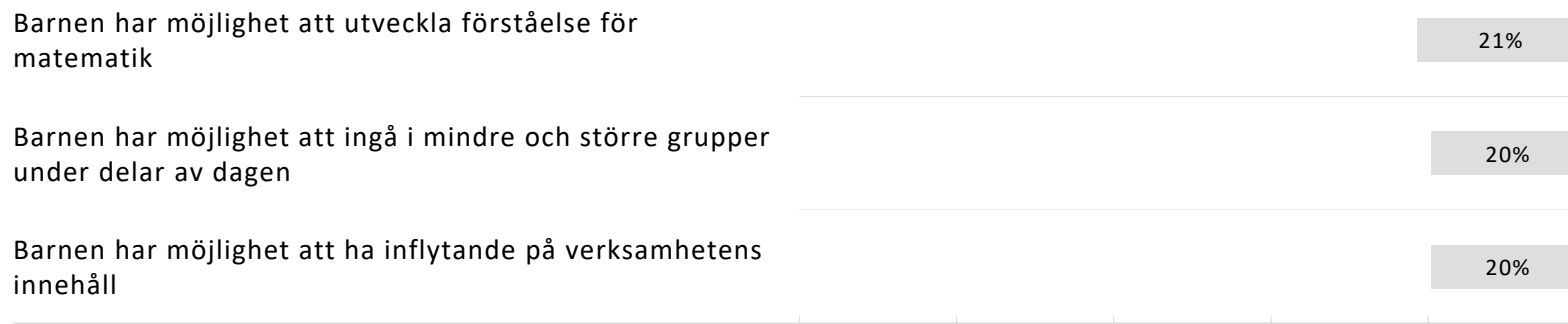 Barnen har möjlighet att utveckla förståelse för
matematik
21%
Barnen har möjlighet att ingå i mindre och större grupper
under delar av dagen
20%
Barnen har möjlighet att ha inflytande på verksamhetens
innehåll
20%